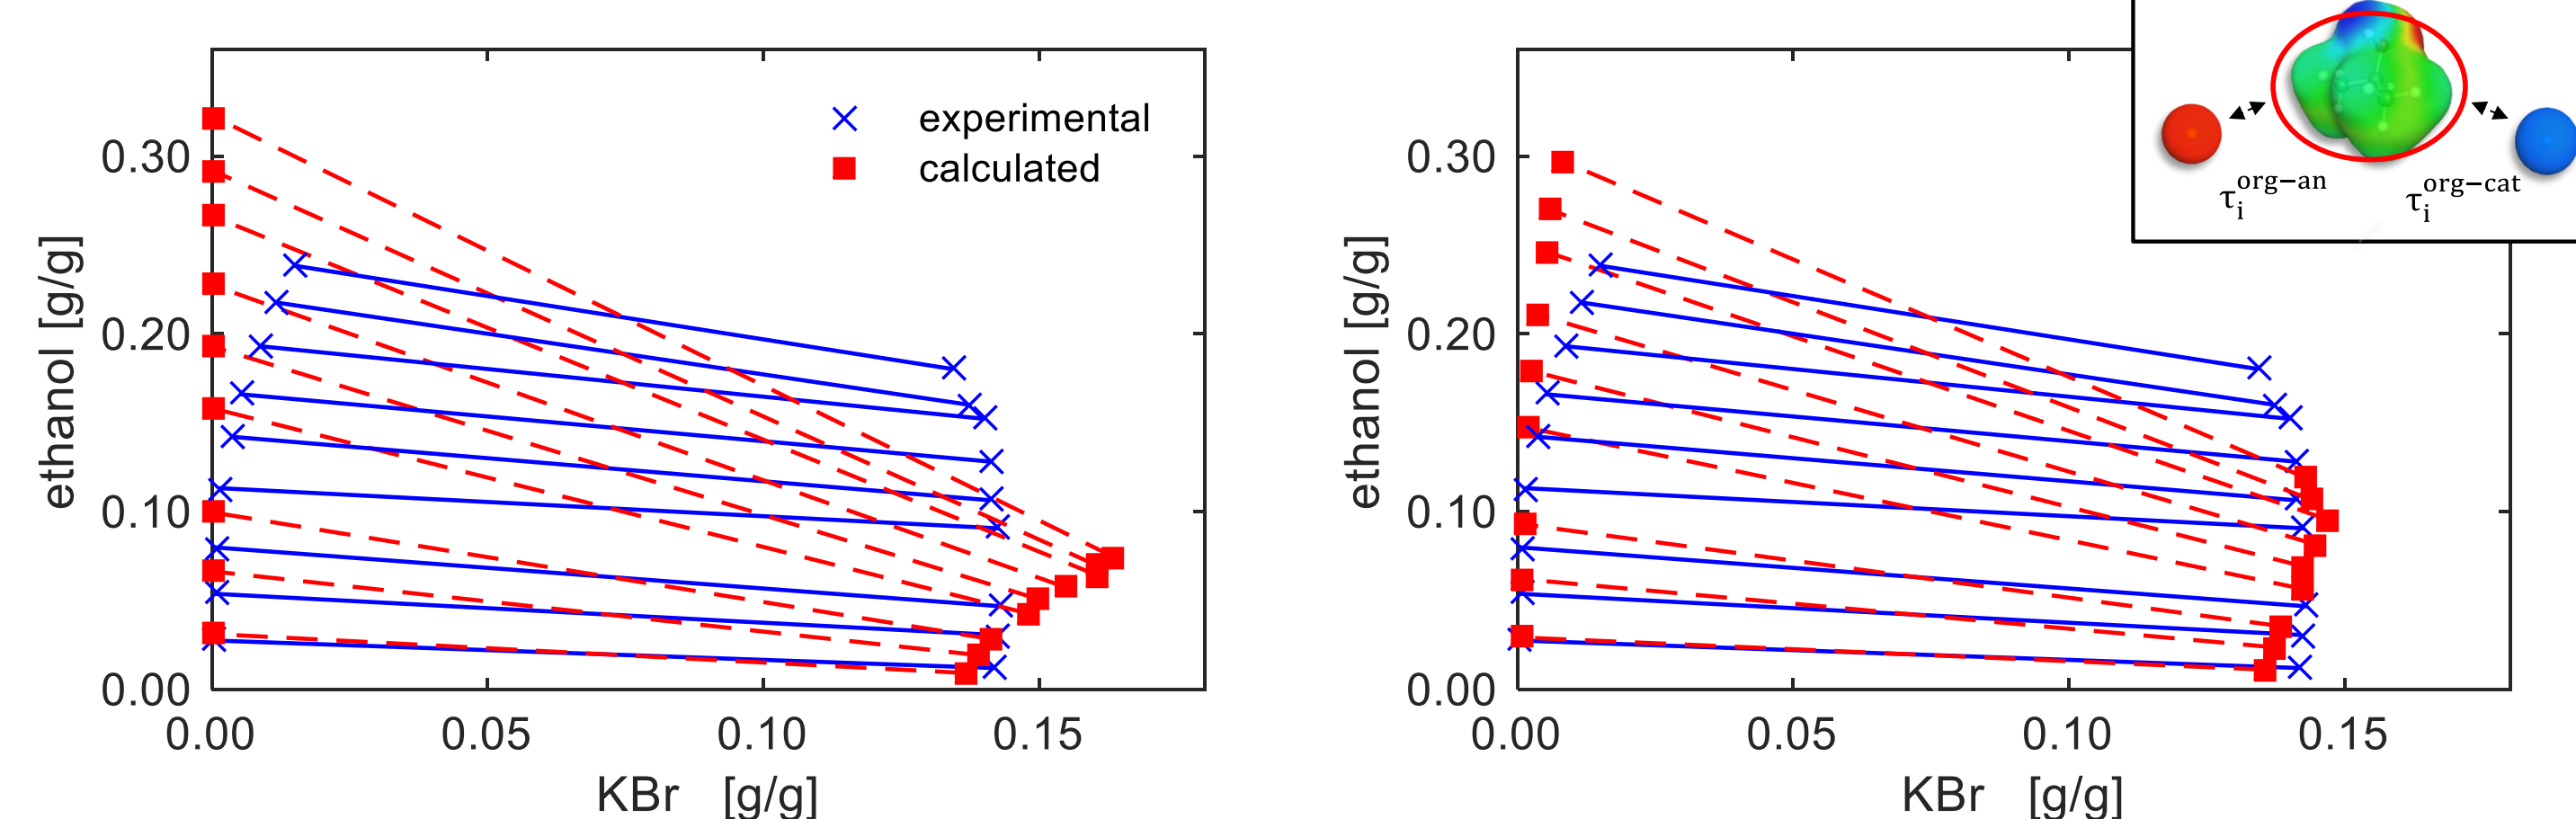 experimental
calculated
0.30
0.20
0.10
0.00
ethanol [g/g]
0.00 0.05 0.10 0.15
KBr [g/g]
0.30
0.20
0.10
0.00
ethanol [g/g]
0.00 0.05 0.10 0.15
KBr [g/g]
τᵢ^org−an τᵢ^org−cat